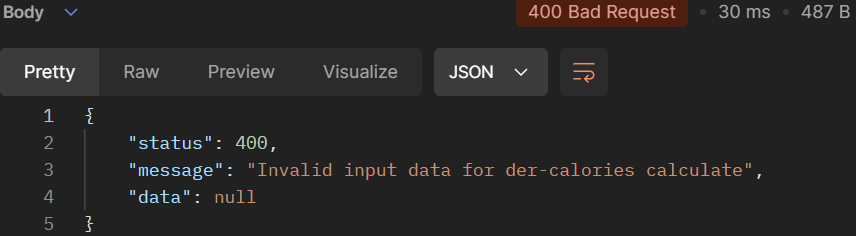 Body 400 Bad Request • 30 ms • 487 B
Pretty Raw Preview Visualize JSON
1 {
2 "status": 400,
3 "message": "Invalid input data for der-calories calculate",
4 "data": null
5 }